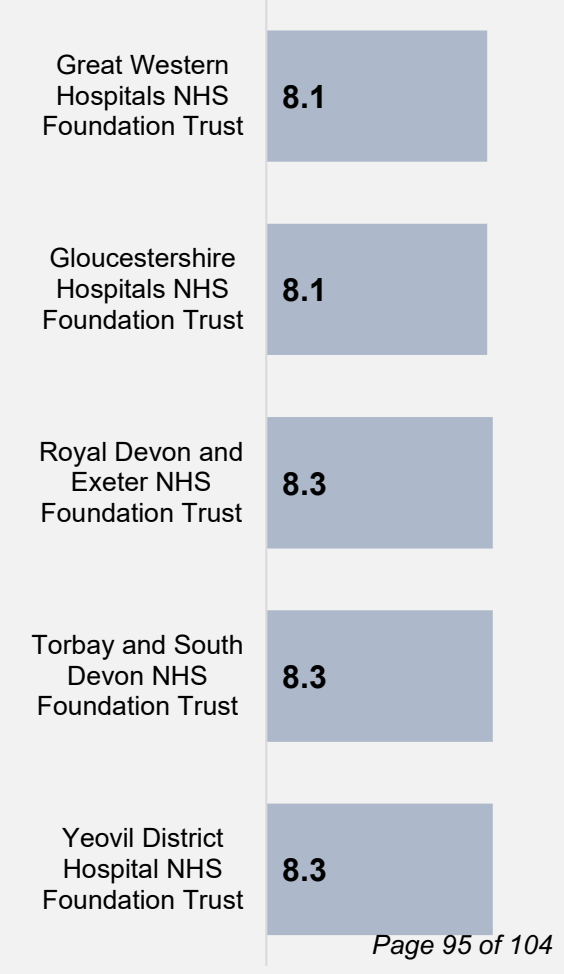 Great Western
Hospitals NHS
Foundation Trust
8.1
Gloucestershire
Hospitals NHS
Foundation Trust
8.1
Royal Devon and
Exeter NHS
Foundation Trust
8.3
Torbay and South
Devon NHS
Foundation Trust
8.3
Yeovil District
Hospital NHS
Foundation Trust
8.3
Page 95 of 104